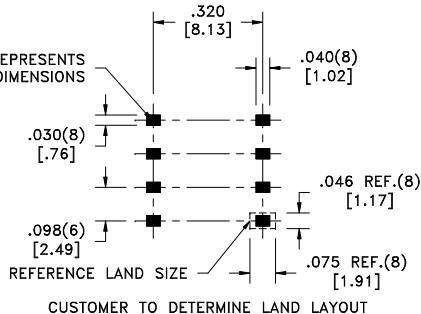 .320
[8.13]
EPRESENTS
DIMENSIONS
.040(8)
[1.02]
.030(8)
[.76]
.046 REF.(8)
[1.17]
.098(6)
[2.49]
.075 REF.(8)
[1.91]
REFERENCE LAND SIZE
CUSTOMER TO DETERMINE LAND LAYOUT